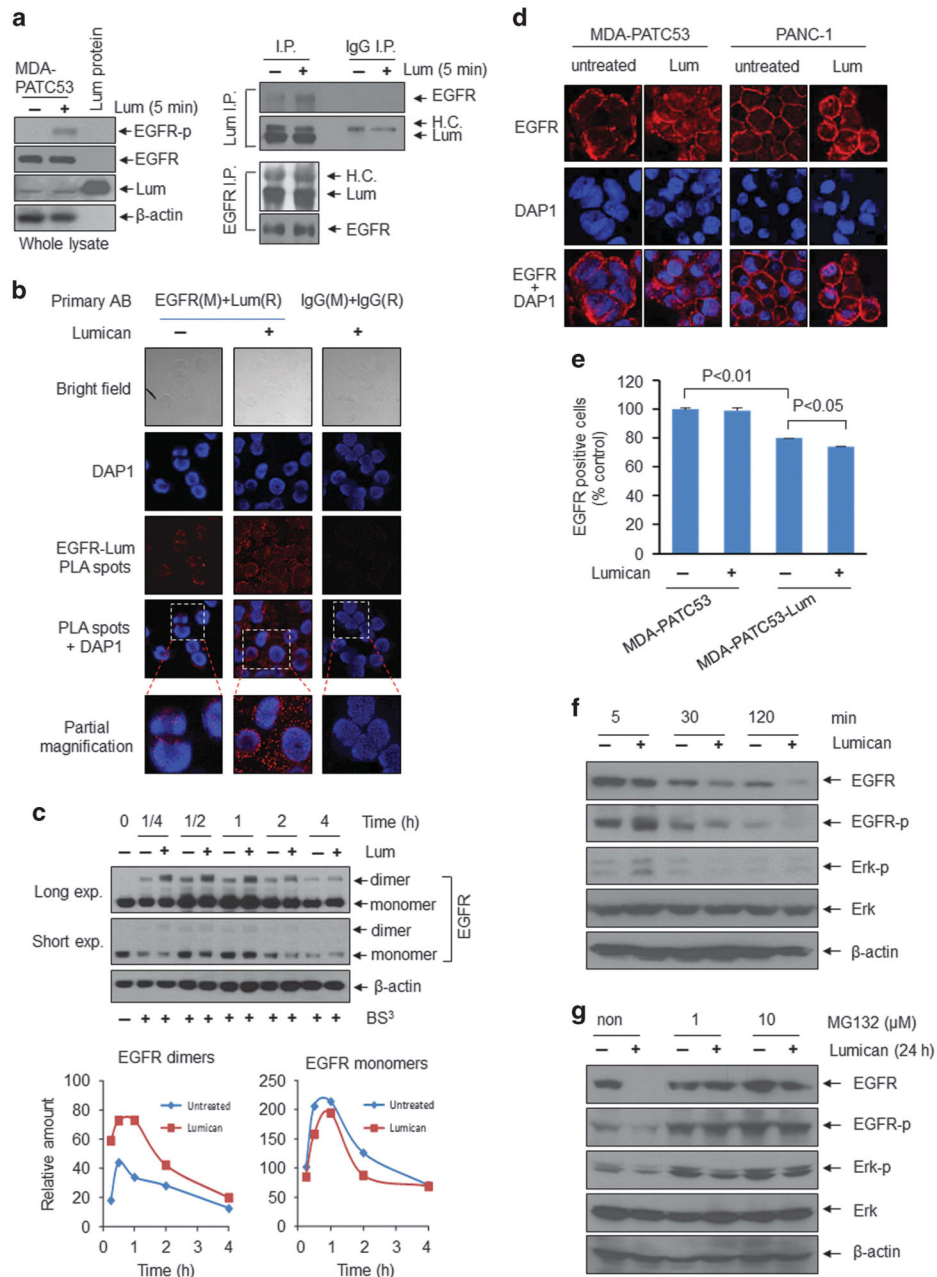 a
MDA-
PATC53
Lum protein
– + Lum (5 min)
EGFR-p
EGFR
Lum
β-actin
Whole lysate
I.P. IgG I.P.
– + – + Lum (5 min)
Lum I.P.
EGFR
H.C.
Lum
EGFR I.P.
H.C.
Lum
EGFR
b
Primary AB EGFR(M)+Lum(R) IgG(M)+IgG(R)
Lumican – + +
Bright field
DAP1
EGFR-Lum
PLA spots
PLA spots
+ DAP1
Partial
magnification
c
0 1/4 1/2 1 2 4 Time (h)
– + – + – + – + – + Lum
Long exp.
dimer
monomer
Short exp.
dimer
monomer
EGFR
β-actin
– + + + + + + + + + + BS³
EGFR dimers
Relative amount
80
60
40
20
0
Untreated
Lumican
0 1 2 3 4
Time (h)
EGFR monomers
250
200
150
100
50
0
Untreated
Lumican
0 1 2 3 4
Time (h)
d
MDA-PATC53 PANC-1
untreated Lum untreated Lum
EGFR
DAP1
EGFR
+
DAP1
e
EGFR positive cells
(% control)
120
100
80
60
40
20
0
P<0.01
P<0.05
Lumican – + – +
MDA-PATC53
MDA-PATC53-Lum
f
5 30 120 min
– + – + – + Lumican
EGFR
EGFR-p
Erk-p
Erk
β-actin
g
non 1 10 MG132 (µM)
– + – + – + Lumican (24 h)
EGFR
EGFR-p
Erk-p
Erk
β-actin